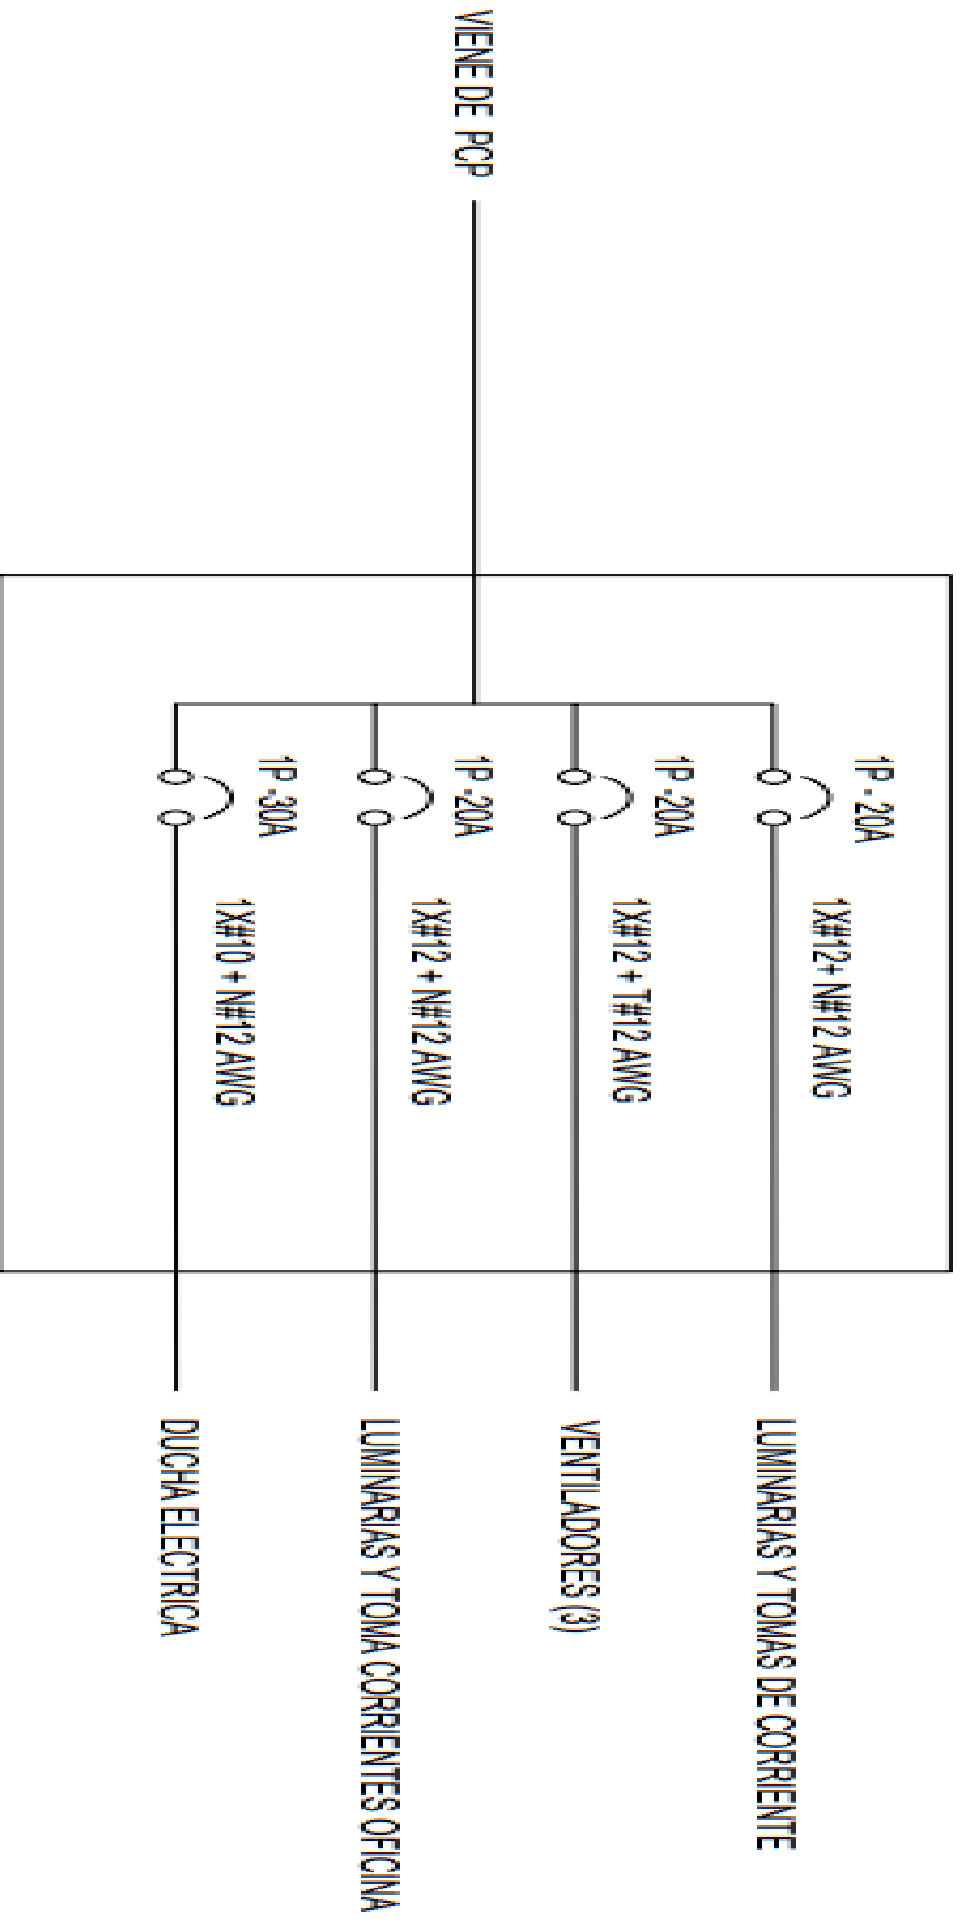 VIENE DE PCP
1P - 20A
1X#12+ N#12 AWG
LUMINARIAS Y TOMAS DE CORRIENTE
1P -20A
1X#12 + T#12 AWG
VENTILADORES (3)
1P -20A
1X#12 + N#12 AWG
LUMINARIAS Y TOMA CORRIENTES OFICINA
1P -30A
1X#10 + N#12 AWG
DUCHA ELECTRICA